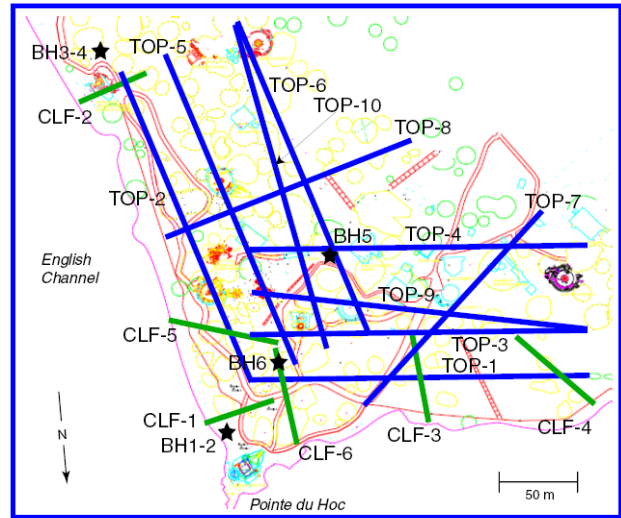 TOP-5
BH3-4
TOP-6
CLF-2
TOP-10
TOP-8
TOP-2
TOP-7
BH5
TOP-4
English
Channel
TOP-9
CLF-5
TOP-3
BH6
TOP-1
CLF-1
BH1-2
CLF-3
CLF-4
CLF-6
N
50 m
Pointe du Hoc